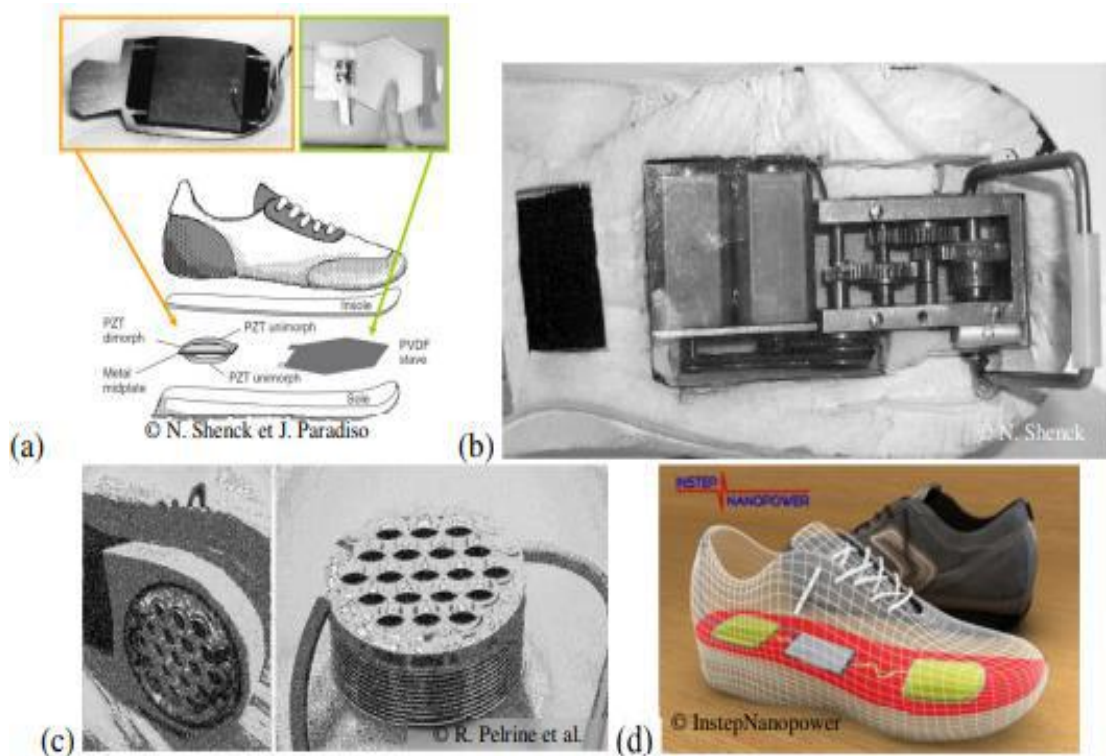 Insole
PZT
dimorph
PZT unimorph
PVDF
stave
Metal
midplate
PZT unimorph
Sole
© N. Shenck et J. Paradiso
(a)
© N. Shenck
(b)
© R. Pelrine et al.
(c)
INSTEP
NANOPOWER
© InstepNanopower
(d)